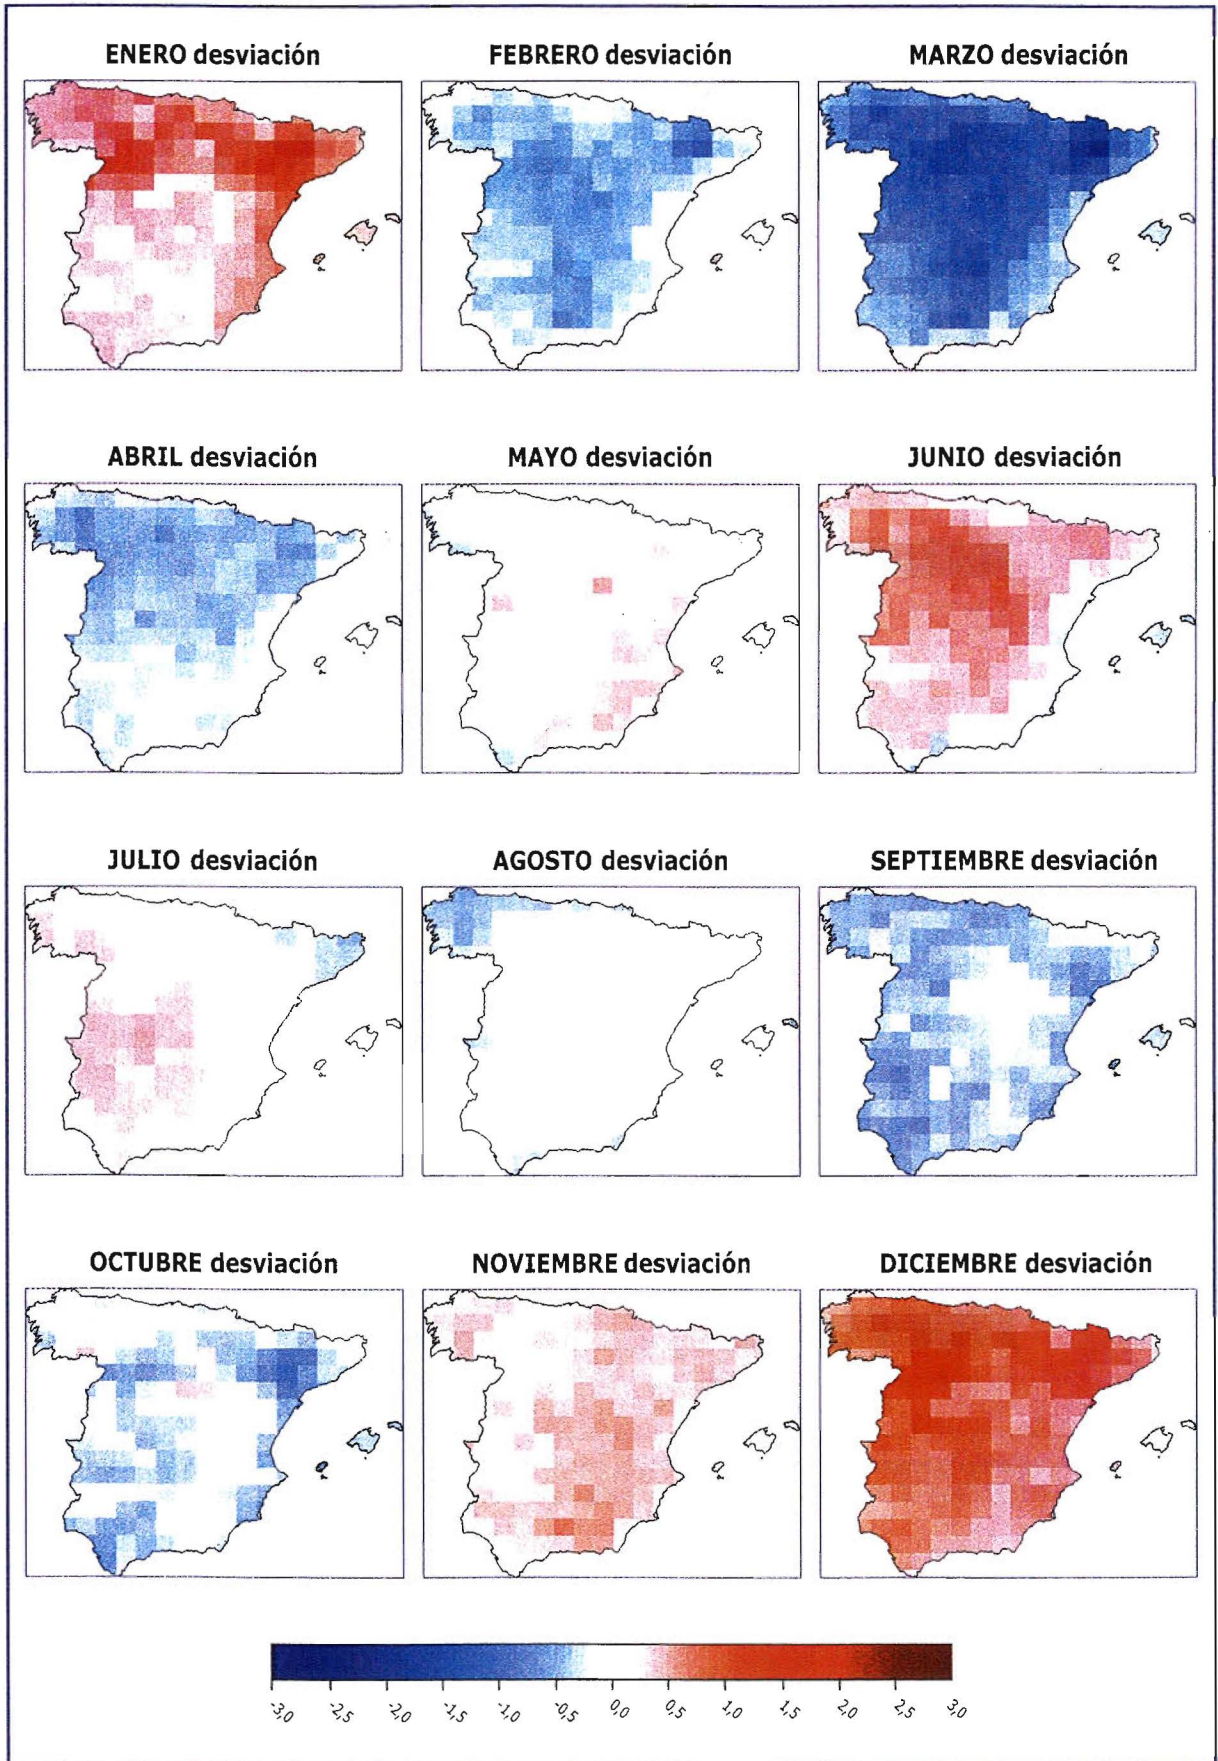 ENERO desviación
FEBRERO desviación
MARZO desviación
ABRIL desviación
MAYO desviación
JUNIO desviación
JULIO desviación
AGOSTO desviación
SEPTIEMBRE desviación
OCTUBRE desviación
NOVIEMBRE desviación
DICIEMBRE desviación
-3,0 -2,5 -2,0 -1,5 -1,0 -0,5 0,0 0,5 1,0 1,5 2,0 2,5 3,0